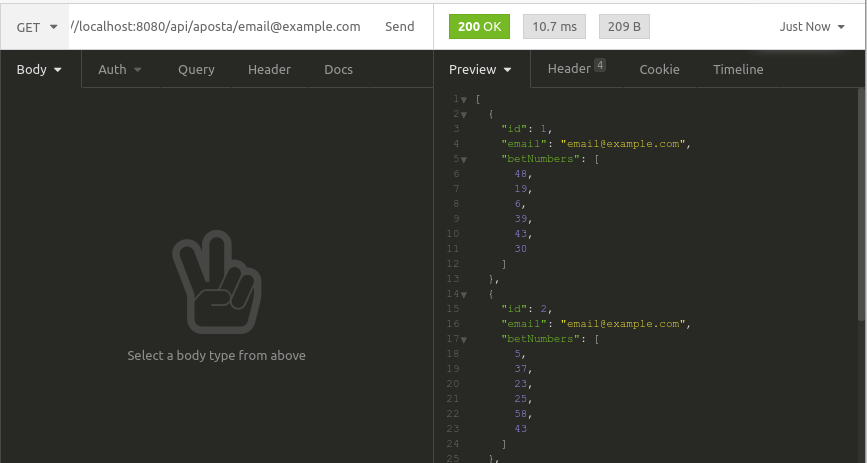 GET //localhost:8080/api/aposta/email@example.com Send 200 OK 10.7 ms 209 B Just Now
Body Auth Query Header Docs Preview Header 4 Cookie Timeline
1 [
2 {
3 "id": 1,
4 "email": "email@example.com",
5 "betNumbers": [
6 48,
7 19,
8 6,
9 39,
10 43,
11 30
12 ]
13 },
14 {
15 "id": 2,
16 "email": "email@example.com",
17 "betNumbers": [
18 5,
19 37,
20 23,
21 25,
22 58,
23 43
24 ]
25 },
Select a body type from above